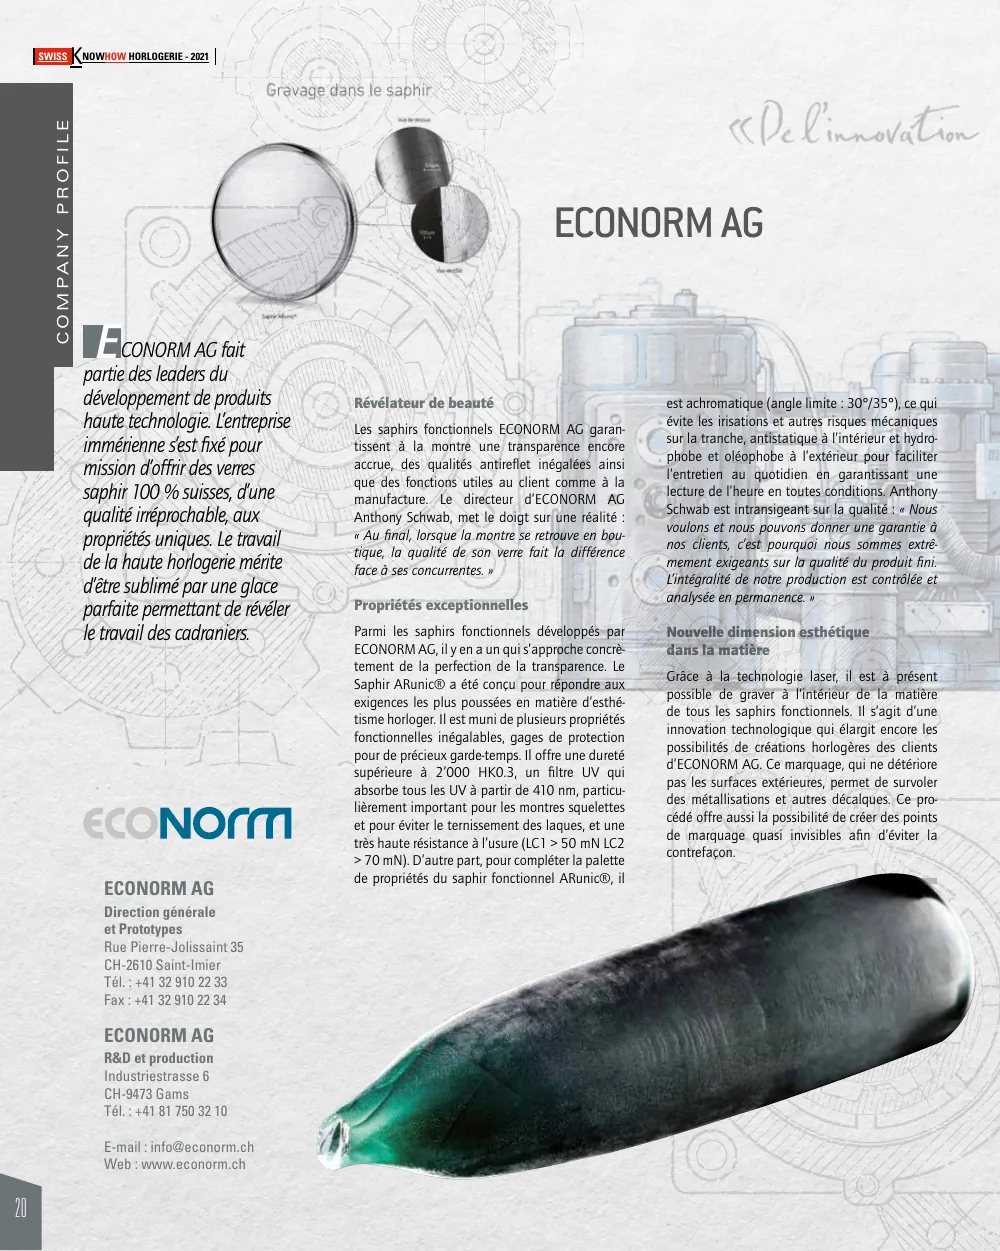 SWISS KNOWHOW HORLOGERIE - 2021
COMPANY PROFILE
Gravage dans le saphir
Vue de dessus
Vue de côté
Saphir ARunic®
«De l'innovation
ECONORM AG
ECONORM AG fait
partie des leaders du
développement de produits
haute technologie. L'entreprise
immérienne s'est fixé pour
mission d'offrir des verres
saphir 100 % suisses, d'une
qualité irréprochable, aux
propriétés uniques. Le travail
de la haute horlogerie mérite
d'être sublimé par une glace
parfaite permettant de révéler
le travail des cadraniers.
Révélateur de beauté
Les saphirs fonctionnels ECONORM AG garan-
tissent à la montre une transparence encore
accrue, des qualités antireflet inégalées ainsi
que des fonctions utiles au client comme à la
manufacture. Le directeur d'ECONORM AG
Anthony Schwab, met le doigt sur une réalité :
« Au final, lorsque la montre se retrouve en bou-
tique, la qualité de son verre fait la différence
face à ses concurrentes. »
Propriétés exceptionnelles
Parmi les saphirs fonctionnels développés par
ECONORM AG, il y en a un qui s'approche concrè-
tement de la perfection de la transparence. Le
Saphir ARunic® a été conçu pour répondre aux
exigences les plus poussées en matière d'esthé-
tisme horloger. Il est muni de plusieurs propriétés
fonctionnelles inégalables, gages de protection
pour de précieux garde-temps. Il offre une dureté
supérieure à 2'000 HK0.3, un filtre UV qui
absorbe tous les UV à partir de 410 nm, particu-
lièrement important pour les montres squelettes
et pour éviter le ternissement des laques, et une
très haute résistance à l'usure (LC1 > 50 mN LC2
> 70 mN). D'autre part, pour compléter la palette
de propriétés du saphir fonctionnel ARunic®, il
est achromatique (angle limite : 30°/35°), ce qui
évite les irisations et autres risques mécaniques
sur la tranche, antistatique à l'intérieur et hydro-
phobe et oléophobe à l'extérieur pour faciliter
l'entretien au quotidien en garantissant une
lecture de l'heure en toutes conditions. Anthony
Schwab est intransigeant sur la qualité : « Nous
voulons et nous pouvons donner une garantie à
nos clients, c'est pourquoi nous sommes extrê-
mement exigeants sur la qualité du produit fini.
L'intégralité de notre production est contrôlée et
analysée en permanence. »
Nouvelle dimension esthétique
dans la matière
Grâce à la technologie laser, il est à présent
possible de graver à l'intérieur de la matière
de tous les saphirs fonctionnels. Il s'agit d'une
innovation technologique qui élargit encore les
possibilités de créations horlogères des clients
d'ECONORM AG. Ce marquage, qui ne détériore
pas les surfaces extérieures, permet de survoler
des métallisations et autres décalques. Ce pro-
cédé offre aussi la possibilité de créer des points
de marquage quasi invisibles afin d'éviter la
contrefaçon.
ECONORM
ECONORM AG
Direction générale
et Prototypes
Rue Pierre-Jolissaint 35
CH-2610 Saint-Imier
Tél. : +41 32 910 22 33
Fax : +41 32 910 22 34
ECONORM AG
R&D et production
Industriestrasse 6
CH-9473 Gams
Tél. : +41 81 750 32 10
E-mail : info@econorm.ch
Web : www.econorm.ch
20